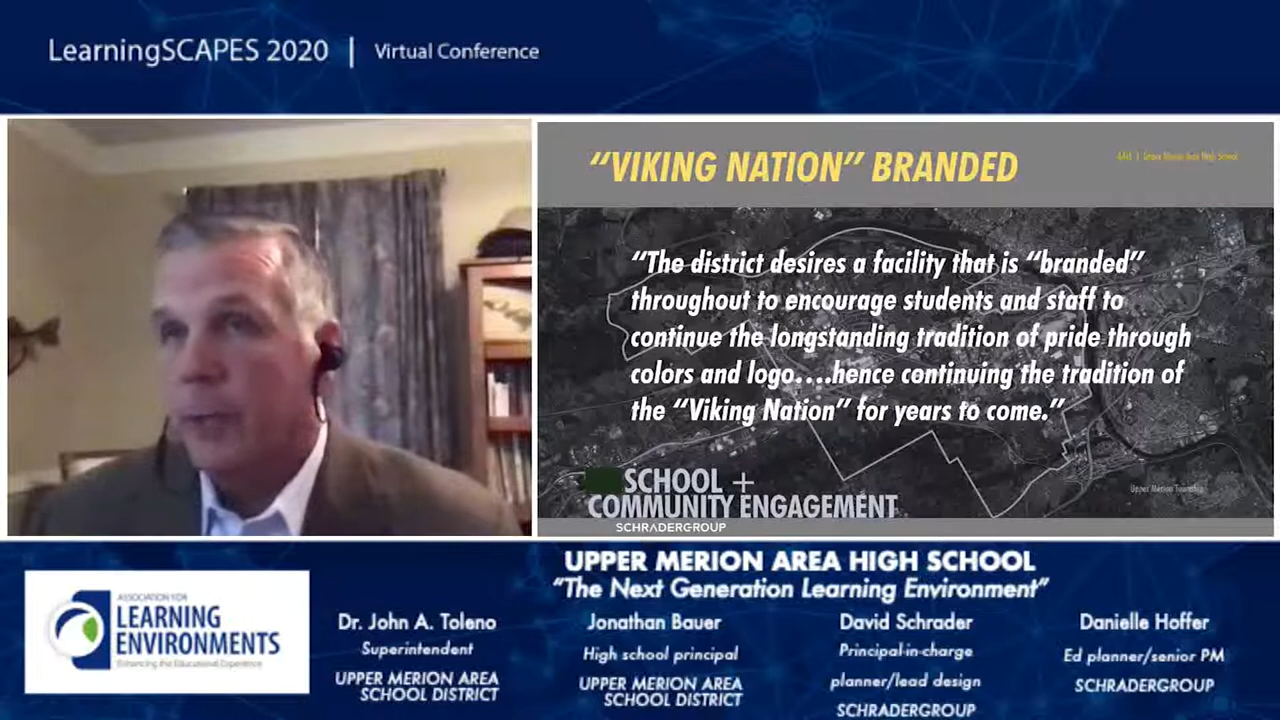 LearningSCAPES 2020 | Virtual Conference
"VIKING NATION" BRANDED
Upper Merion Area High School
"The district desires a facility that is "branded"
throughout to encourage students and staff to
continue the longstanding tradition of pride through
colors and logo....hence continuing the tradition of
the "Viking Nation" for years to come."
Upper Merion Township
SCHOOL +
COMMUNITY ENGAGEMENT
SCHRADERGROUP
UPPER MERION AREA HIGH SCHOOL
"The Next Generation Learning Environment"
ASSOCIATION FOR
LEARNING
ENVIRONMENTS
Enhancing the Educational Experience
Dr. John A. Toleno
Superintendent
UPPER MERION AREA
SCHOOL DISTRICT
Jonathan Bauer
High school principal
UPPER MERION AREA
SCHOOL DISTRICT
David Schrader
Principal-in-charge
planner/lead design
SCHRADERGROUP
Danielle Hoffer
Ed planner/senior PM
SCHRADERGROUP